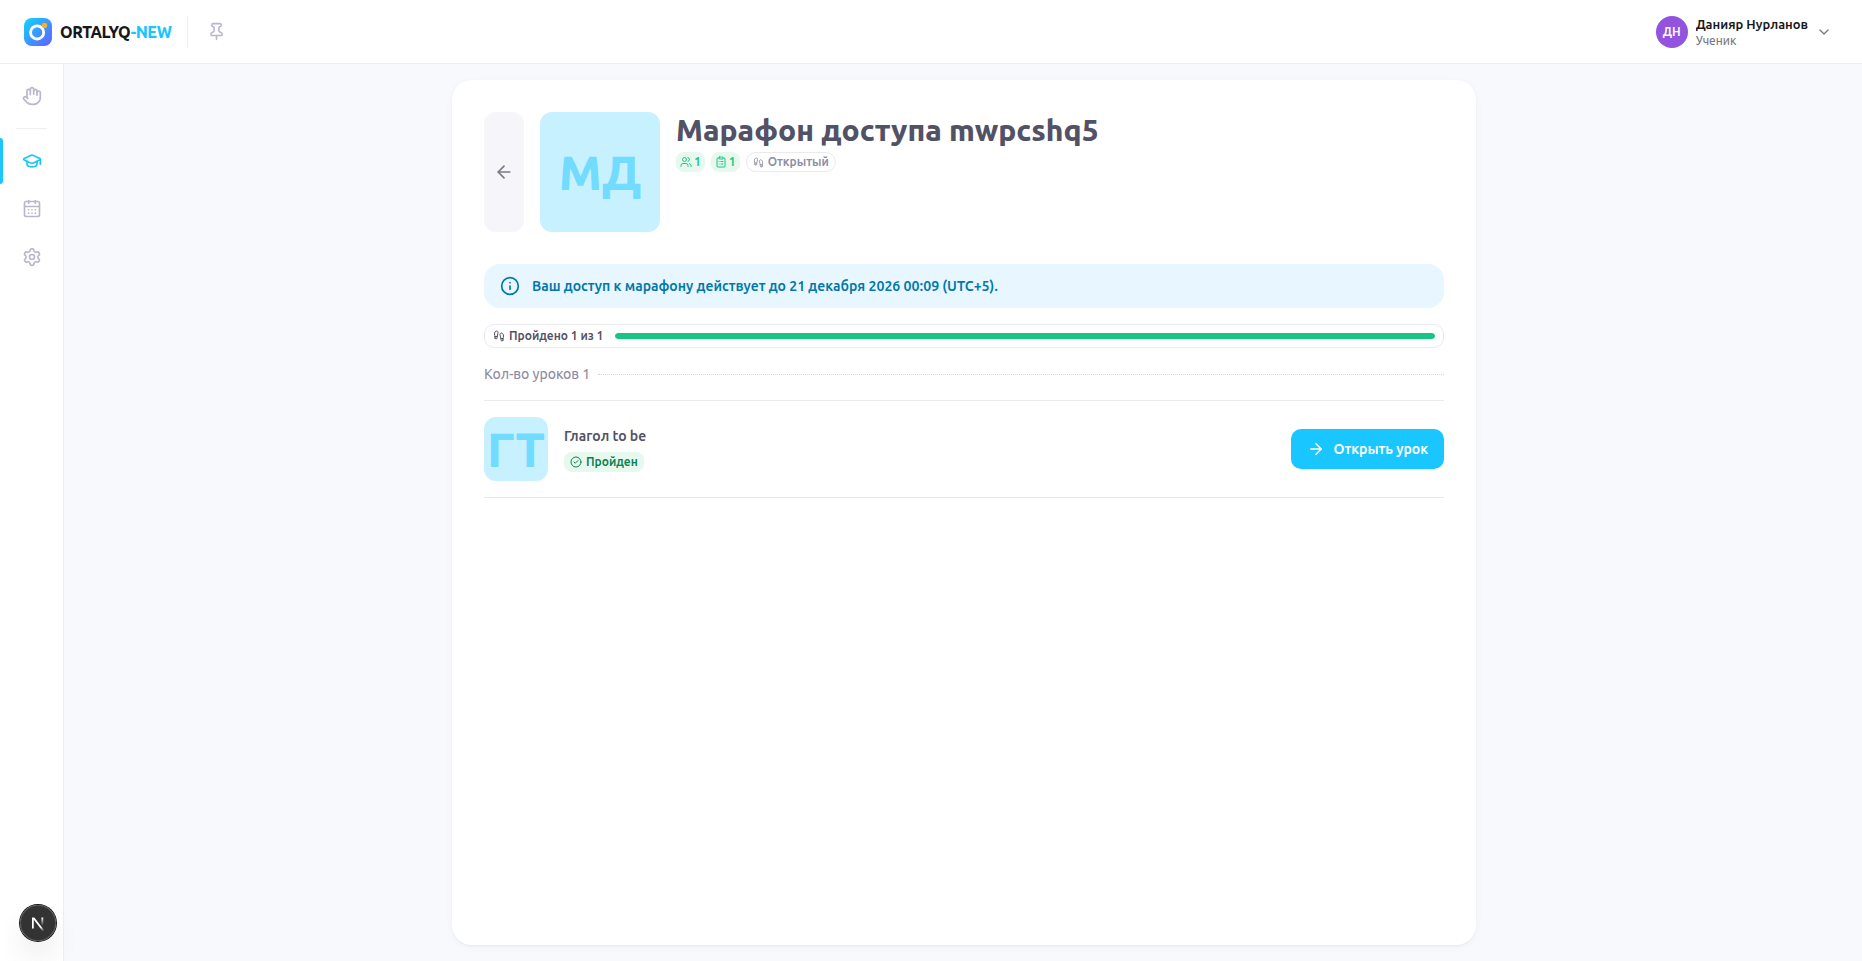 ORTALYQ-NEW
ДН
Данияр Нурланов
Ученик
МД
Марафон доступа mwpcshq5
1
1
Открытый
Ваш доступ к марафону действует до 21 декабря 2026 00:09 (UTC+5).
Пройдено 1 из 1
Кол-во уроков 1
ГТ
Глагол to be
Пройден
Открыть урок
N